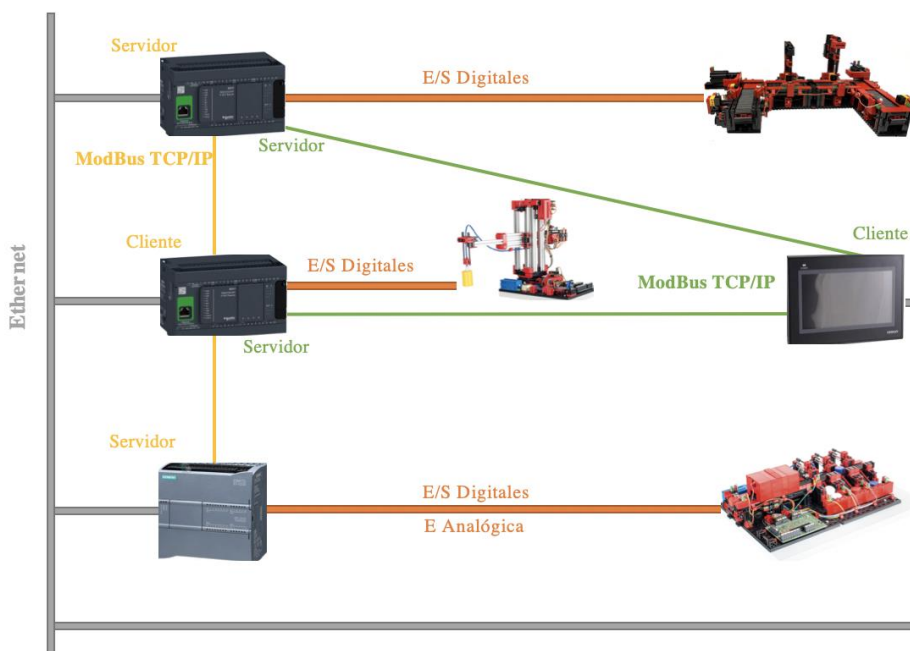 Servidor
E/S Digitales
Servidor
ModBus TCP/IP
Cliente
Cliente
E/S Digitales
ModBus TCP/IP
Servidor
Ethernet
Servidor
E/S Digitales
E Analógica